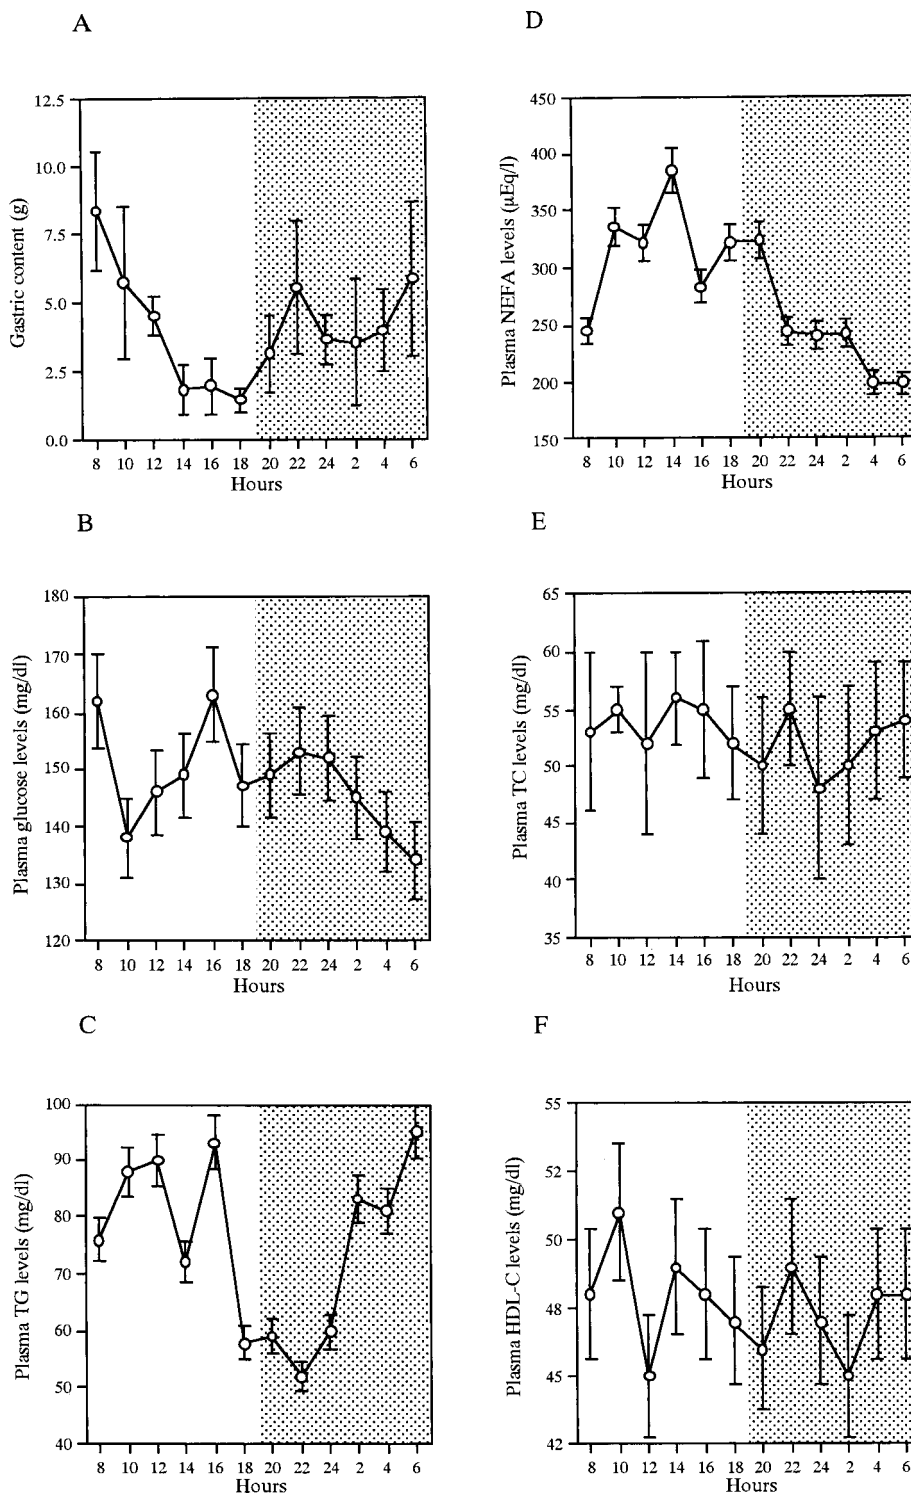 A
Gastric content (g)
12.5
10.0
7.5
5.0
2.5
0.0
8 10 12 14 16 18 20 22 24 2 4 6
Hours
D
Plasma NEFA levels (µEq/l)
450
400
350
300
250
200
150
8 10 12 14 16 18 20 22 24 2 4 6
Hours
B
Plasma glucose levels (mg/dl)
180
170
160
150
140
130
120
8 10 12 14 16 18 20 22 24 2 4 6
Hours
E
Plasma TC levels (mg/dl)
65
60
55
50
45
40
35
8 10 12 14 16 18 20 22 24 2 4 6
Hours
C
Plasma TG levels (mg/dl)
100
90
80
70
60
50
40
8 10 12 14 16 18 20 22 24 2 4 6
Hours
F
Plasma HDL-C levels (mg/dl)
55
52
50
48
45
42
8 10 12 14 16 18 20 22 24 2 4 6
Hours